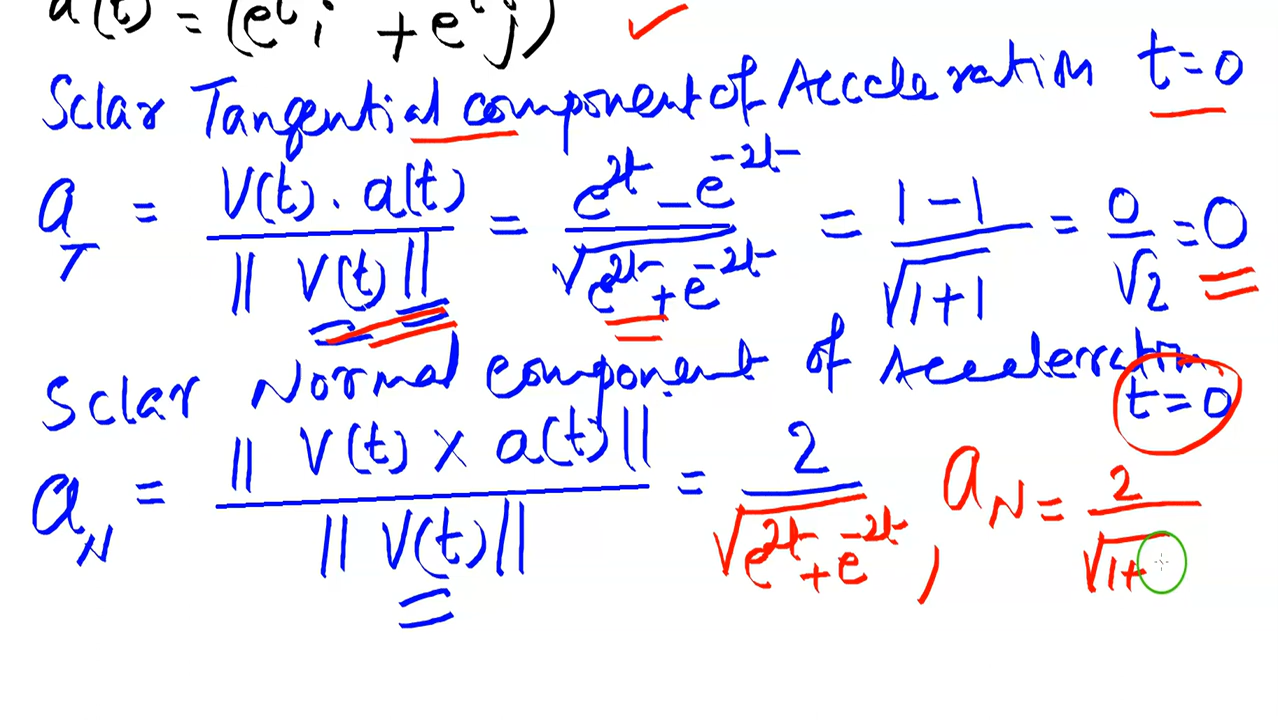 a(t) = (e^t i + e^t j)
Sclar Tangential component of Acceleration t=0
a_T = V(t) . a(t) / || V(t) || = e^2t - e^-2t / √e^2t + e^-2t = 1-1 / √1+1 = 0/√2 = 0
Sclar Normal component of Acceleration. t=0
a_N = || V(t) × a(t) || / || V(t) || = 2 / √e^2t + e^-2t , a_N = 2 / √1+